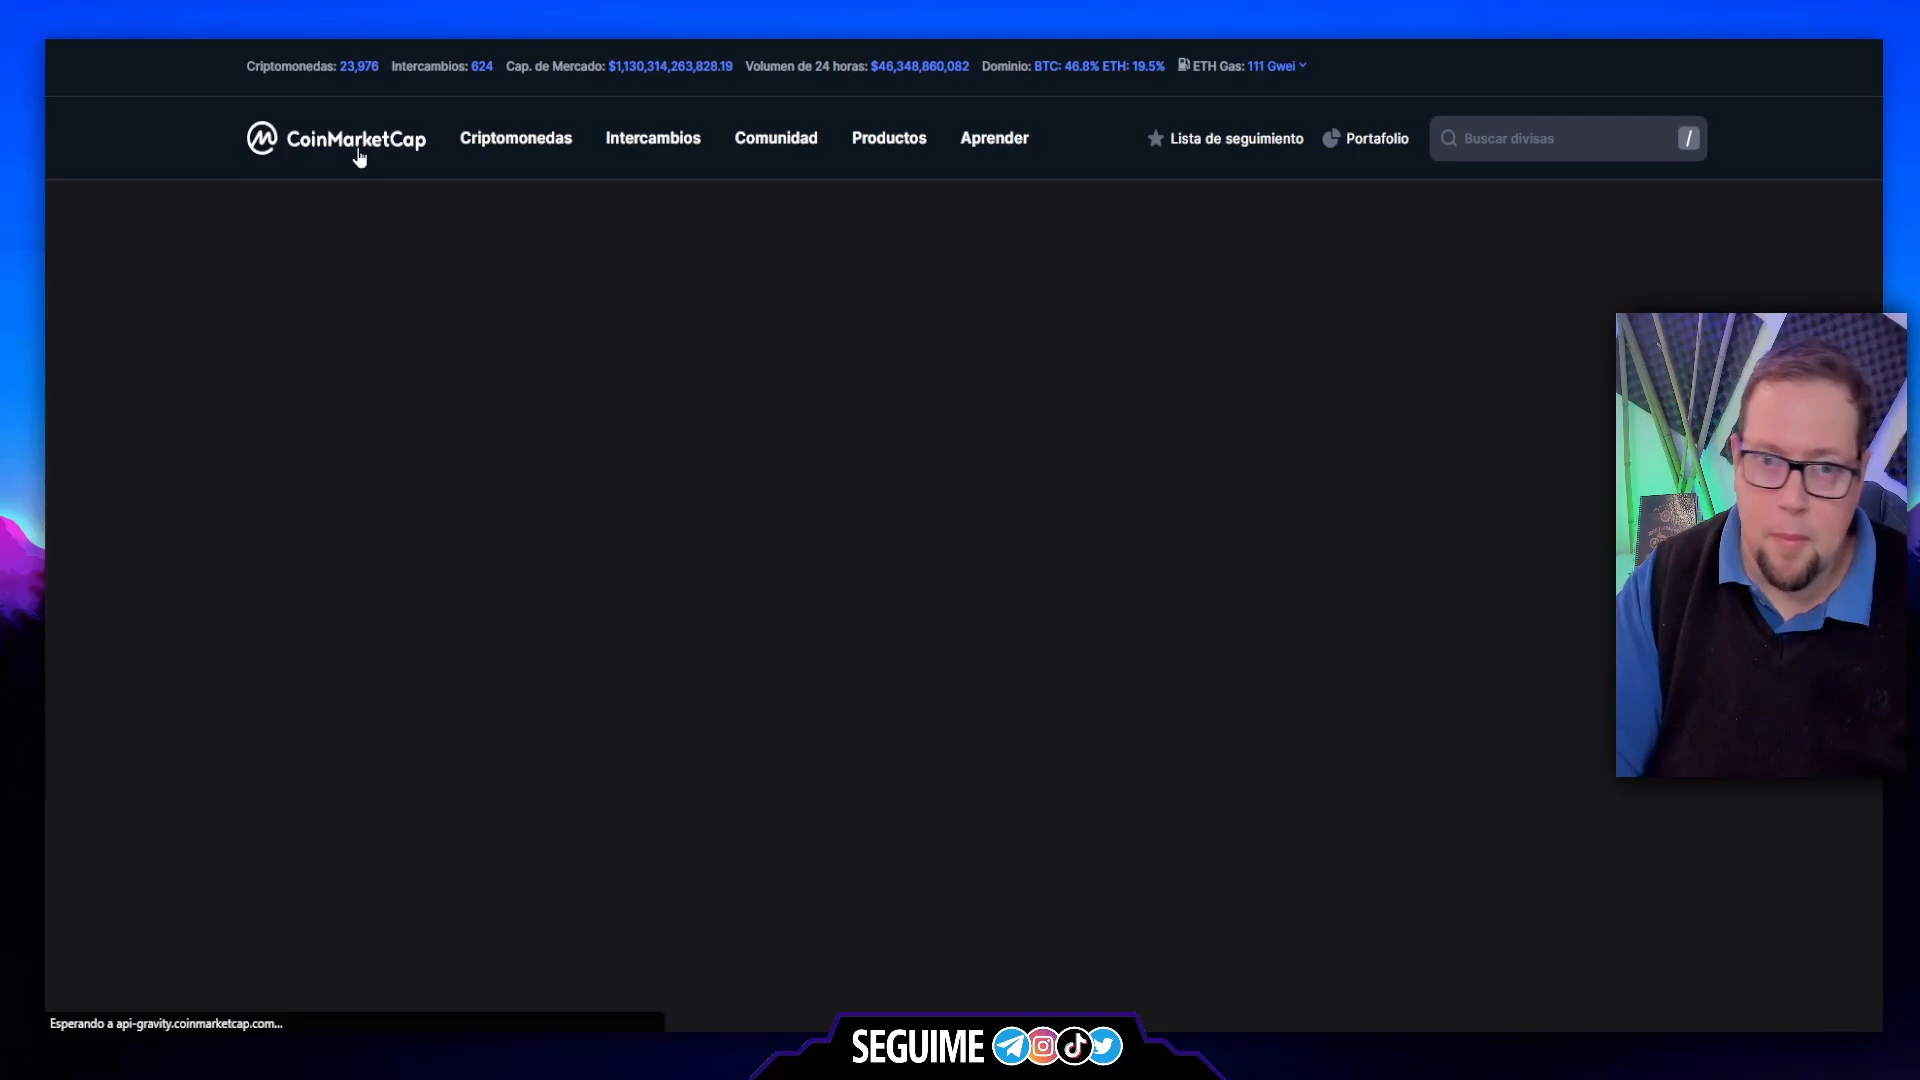 Criptomonedas: 23,976 Intercambios: 624 Cap. de Mercado: $1,130,314,263,828.19 Volumen de 24 horas: $46,348,860,082 Dominio: BTC: 46.8% ETH: 19.5% ETH Gas: 111 Gwei
CoinMarketCap Criptomonedas Intercambios Comunidad Productos Aprender Lista de seguimiento Portafolio Buscar divisas /
Esperando a api-gravity.coinmarketcap.com...
SEGUIME